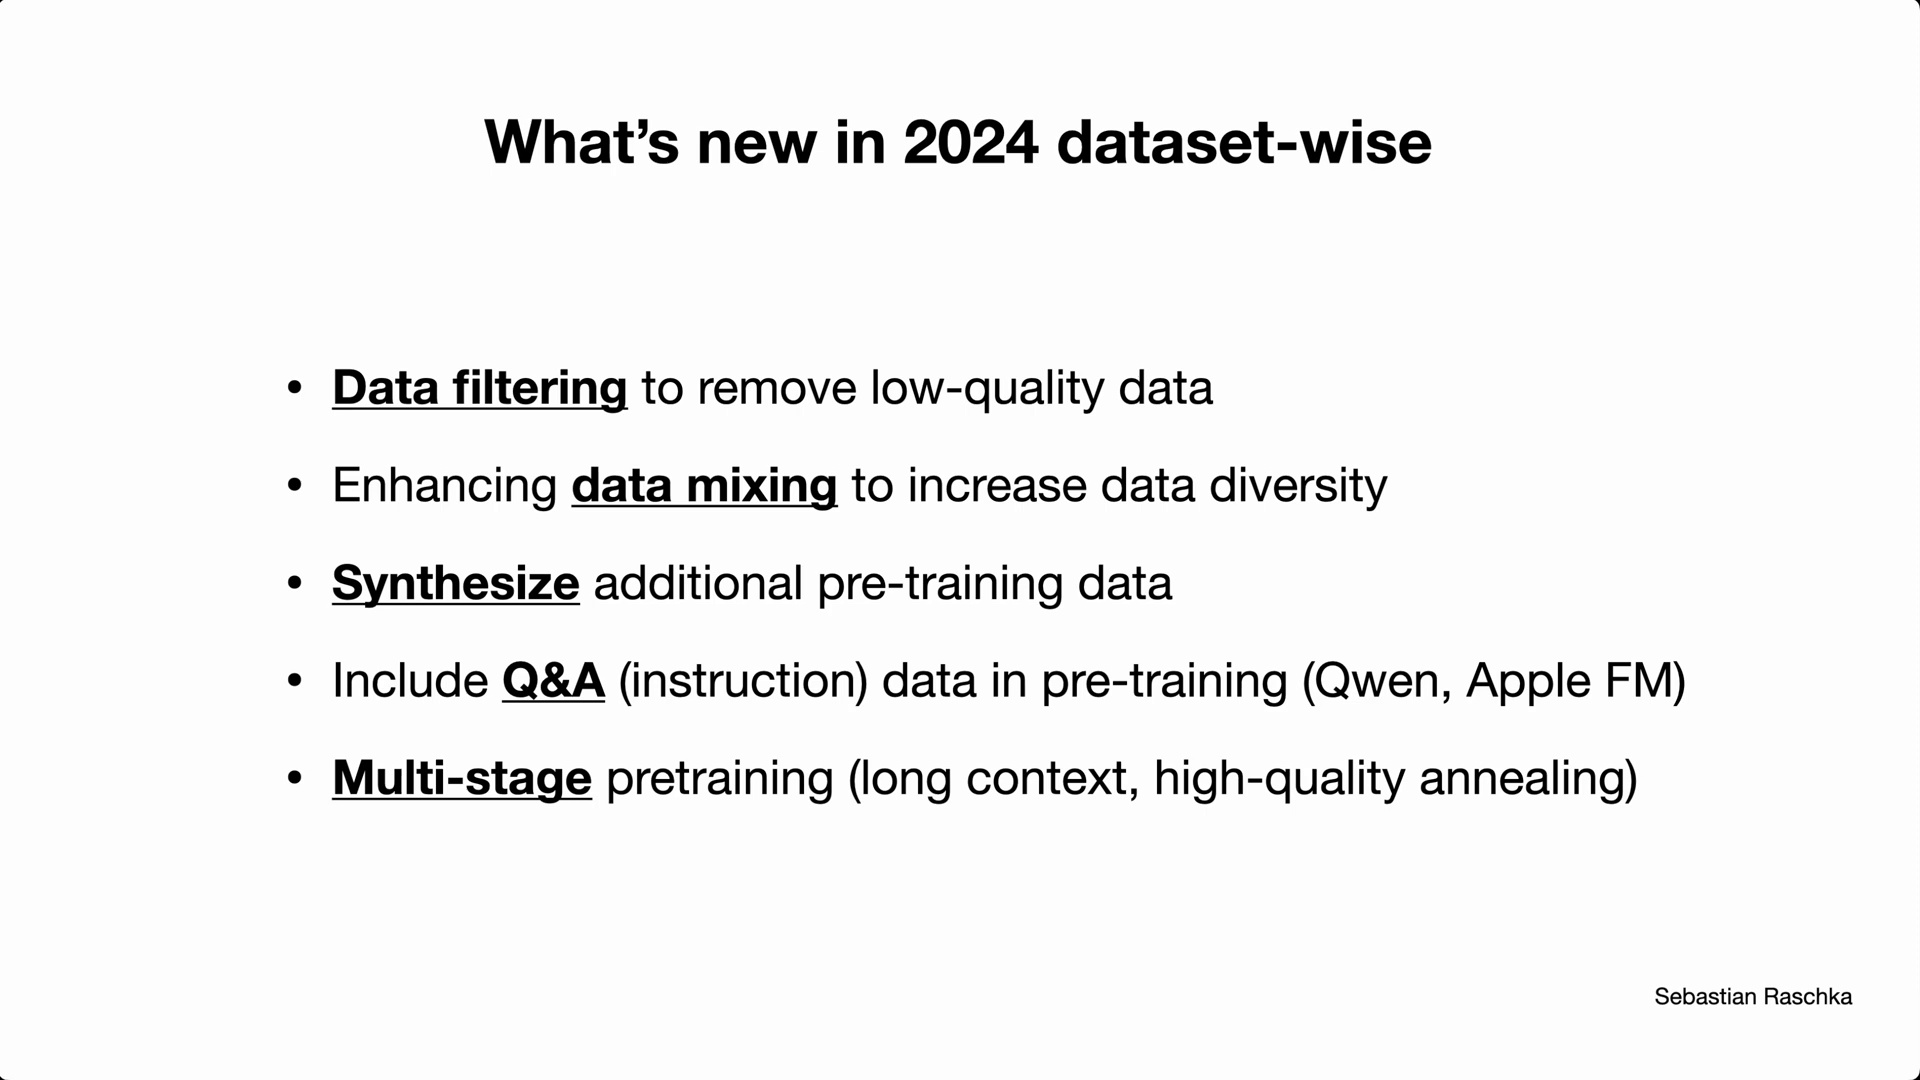 What’s new in 2024 dataset-wise
• Data filtering to remove low-quality data
• Enhancing data mixing to increase data diversity
• Synthesize additional pre-training data
• Include Q&A (instruction) data in pre-training (Qwen, Apple FM)
• Multi-stage pretraining (long context, high-quality annealing)
Sebastian Raschka